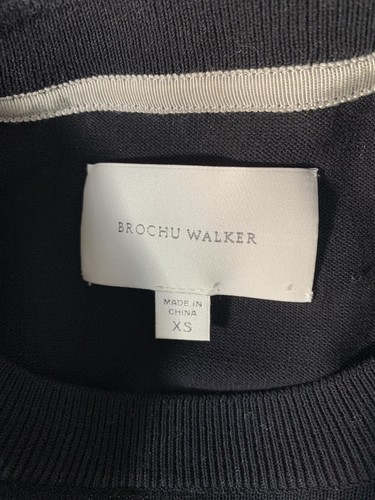 BROCHU WALKER
MADE IN
CHINA
XS